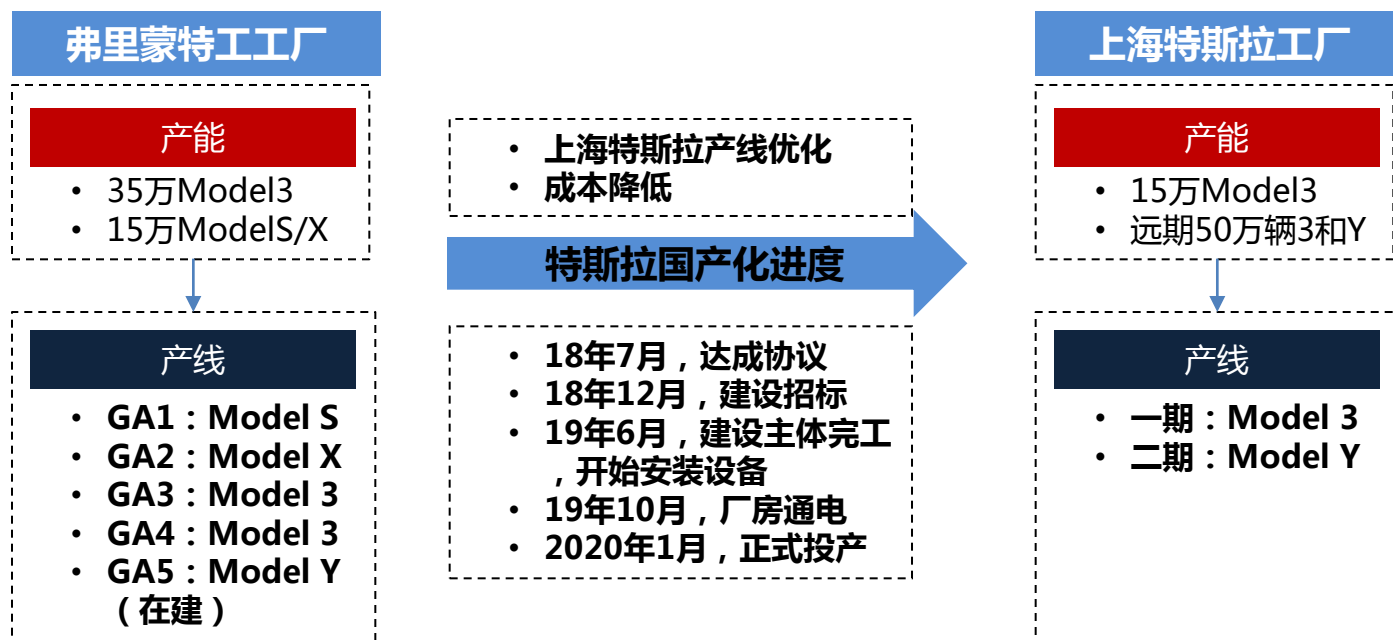 弗里蒙特工工厂
产能
• 35万Model3
• 15万ModelS/X
产线
• GA1：Model S
• GA2：Model X
• GA3：Model 3
• GA4：Model 3
• GA5：Model Y
（在建）
• 上海特斯拉产线优化
• 成本降低
特斯拉国产化进度
• 18年7月，达成协议
• 18年12月，建设招标
• 19年6月，建设主体完工
，开始安装设备
• 19年10月，厂房通电
• 2020年1月，正式投产
上海特斯拉工厂
产能
• 15万Model3
• 远期50万辆3和Y
产线
• 一期：Model 3
• 二期：Model Y